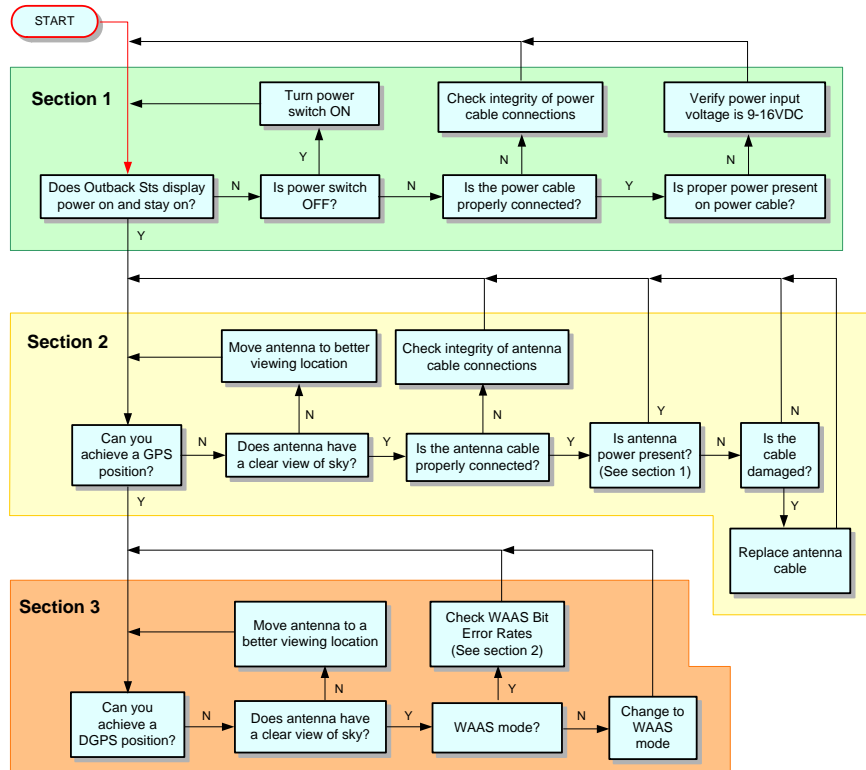 START
Section 1
Turn power
switch ON
Check integrity of power
cable connections
Verify power input
voltage is 9-16VDC
Y
N
N
Does Outback Sts display
power on and stay on?
N
Is power switch
OFF?
N
Is the power cable
properly connected?
Y
Is proper power present
on power cable?
Y
Section 2
Move antenna to better
viewing location
Check integrity of antenna
cable connections
N
N
Y
N
Can you
achieve a GPS
position?
N
Does antenna have
a clear view of sky?
Y
Is the antenna cable
properly connected?
Y
Is antenna
power present?
(See section 1)
N
Is the
cable
damaged?
Y
Y
Replace antenna
cable
Section 3
Move antenna to a
better viewing location
Check WAAS Bit
Error Rates
(See section 2)
N
Y
Can you
achieve a
DGPS position?
N
Does antenna have
a clear view of sky?
Y
WAAS mode?
N
Change to
WAAS
mode